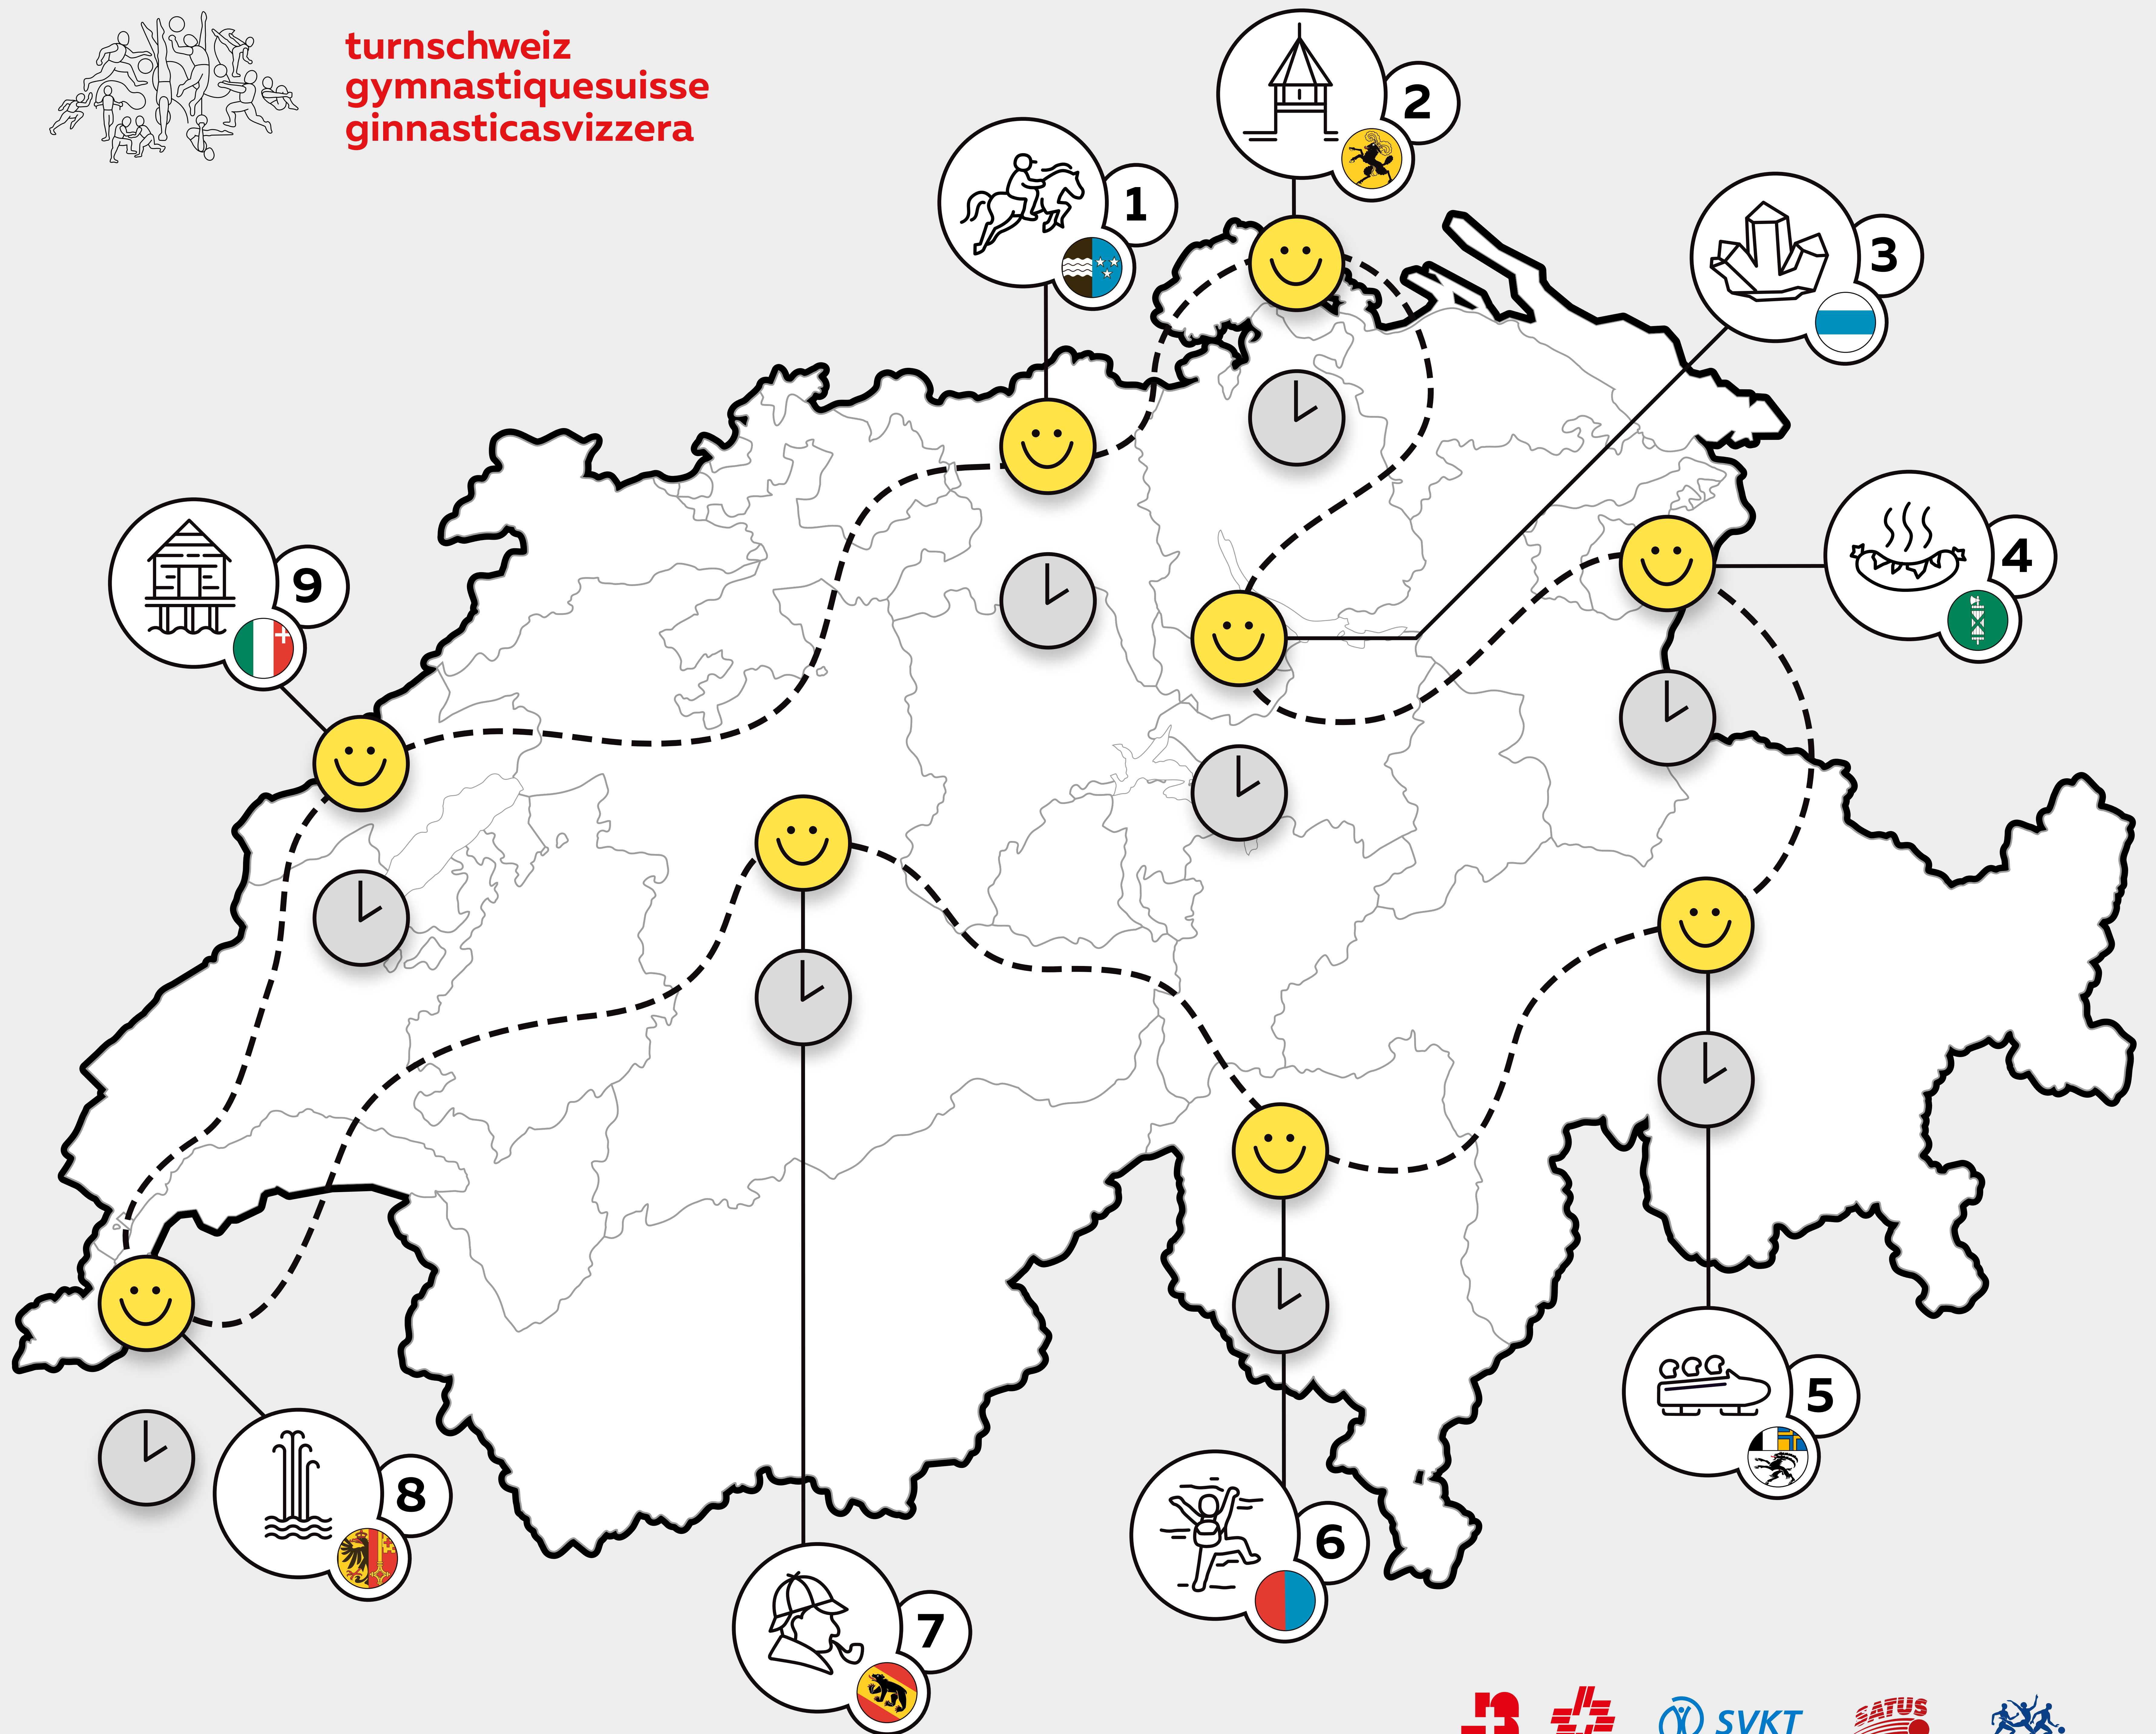 turnschweiz
gymnastiquesuisse
ginnasticasvizzera
2
1
3
4
9
5
8
6
7
SVKT
SATUS